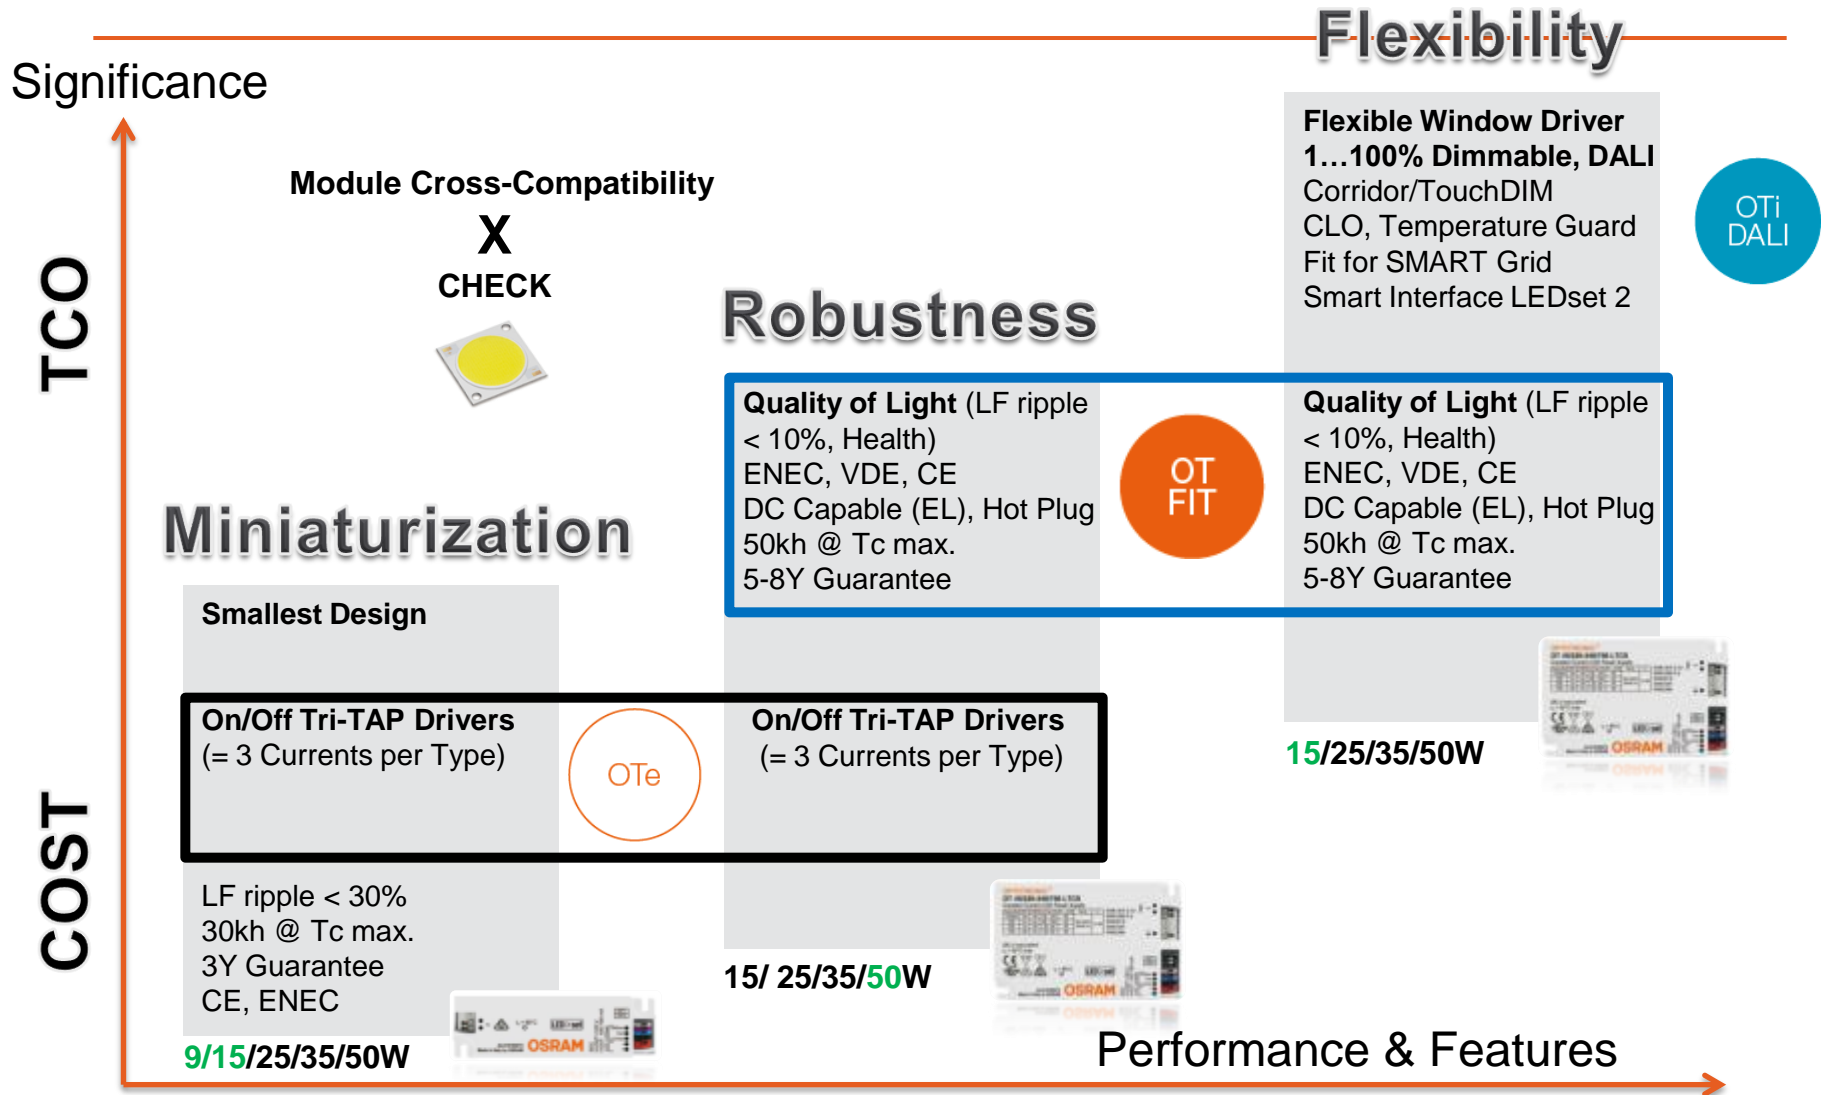 Flexibility
Significance
Flexible Window Driver
1...100% Dimmable, DALI
Corridor/TouchDIM
CLO, Temperature Guard
Fit for SMART Grid
Smart Interface LEDset 2
OTi
DALI
Module Cross-Compatibility
X
CHECK
TCO
Robustness
Quality of Light (LF ripple
< 10%, Health)
ENEC, VDE, CE
DC Capable (EL), Hot Plug
50kh @ Tc max.
5-8Y Guarantee
OT
FIT
Quality of Light (LF ripple
< 10%, Health)
ENEC, VDE, CE
DC Capable (EL), Hot Plug
50kh @ Tc max.
5-8Y Guarantee
Miniaturization
Smallest Design
On/Off Tri-TAP Drivers
(= 3 Currents per Type)
OTe
On/Off Tri-TAP Drivers
(= 3 Currents per Type)
15/25/35/50W
OSRAM
COST
LF ripple < 30%
30kh @ Tc max.
3Y Guarantee
CE, ENEC
OSRAM
9/15/25/35/50W
15/ 25/35/50W
OSRAM
Performance & Features